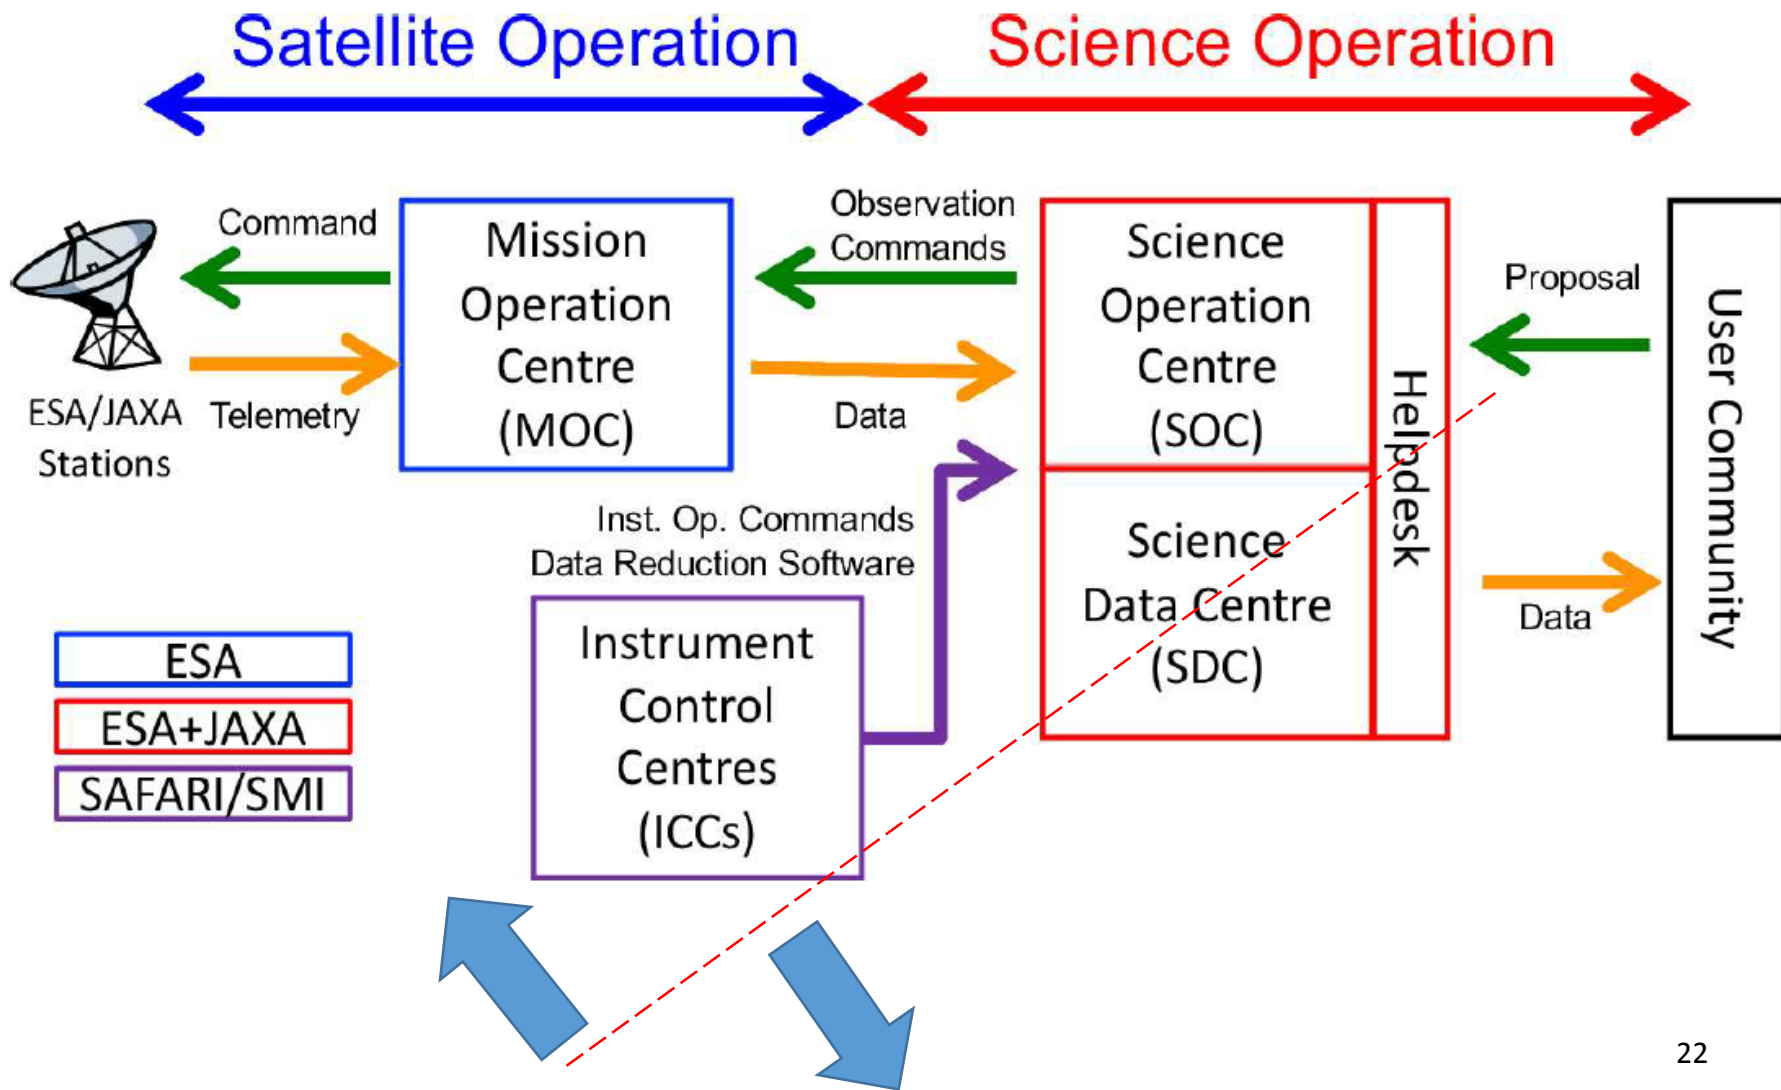 Satellite Operation
Science Operation
Command
Telemetry
ESA/JAXA
Stations
Mission
Operation
Centre
(MOC)
Observation
Commands
Data
Science
Operation
Centre
(SOC)
Helpdesk
Proposal
User Community
Inst. Op. Commands
Data Reduction Software
Science
Data Centre
(SDC)
Data
Instrument
Control
Centres
(ICCs)
ESA
ESA+JAXA
SAFARI/SMI
22